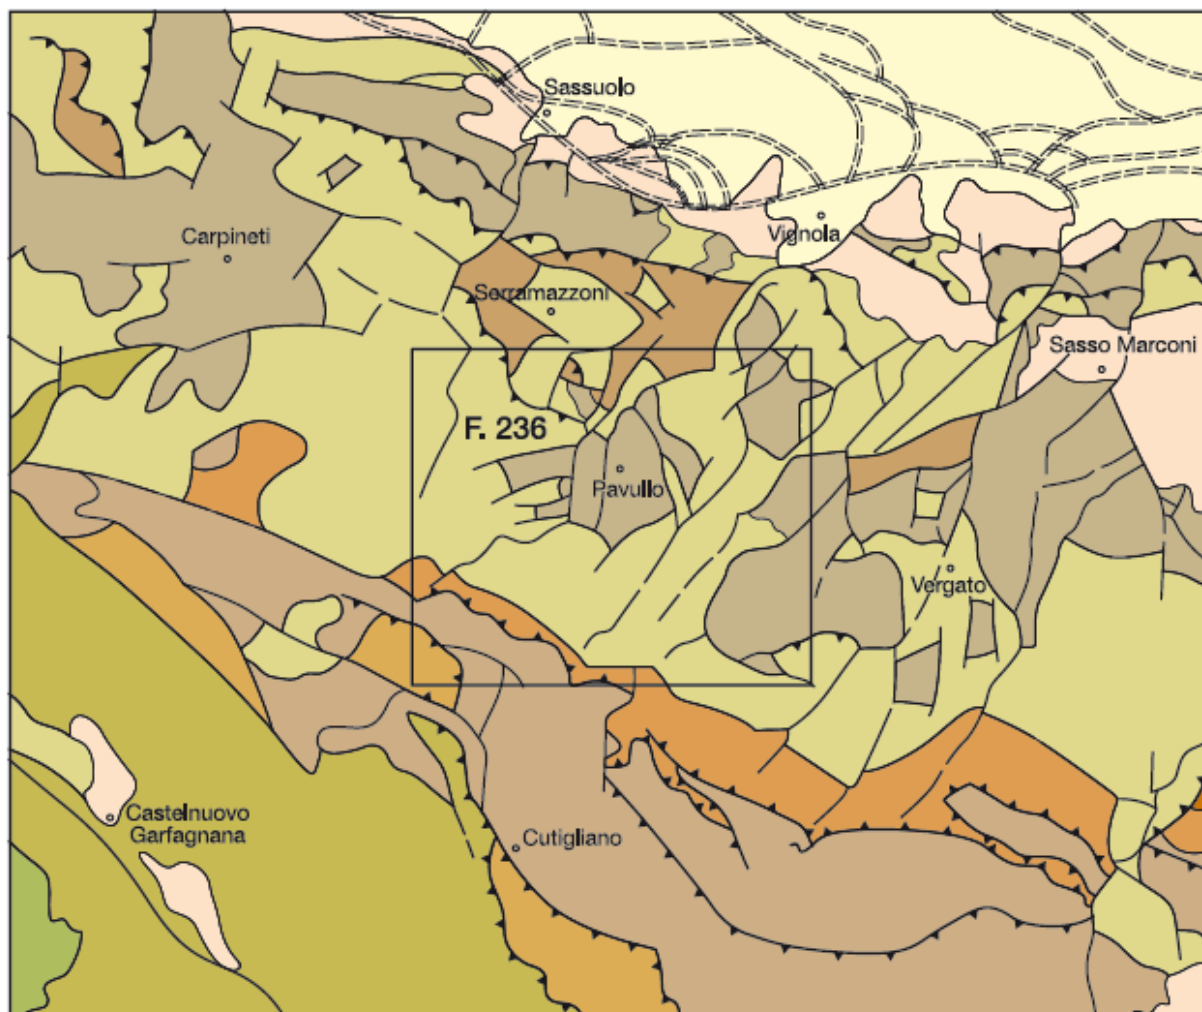 Sassuolo
Carpineti
Vignola
Serramazzoni
Sasso Marconi
F. 236
Pavullo
Vergato
Castelnuovo
Garfagnana
Cutigliano